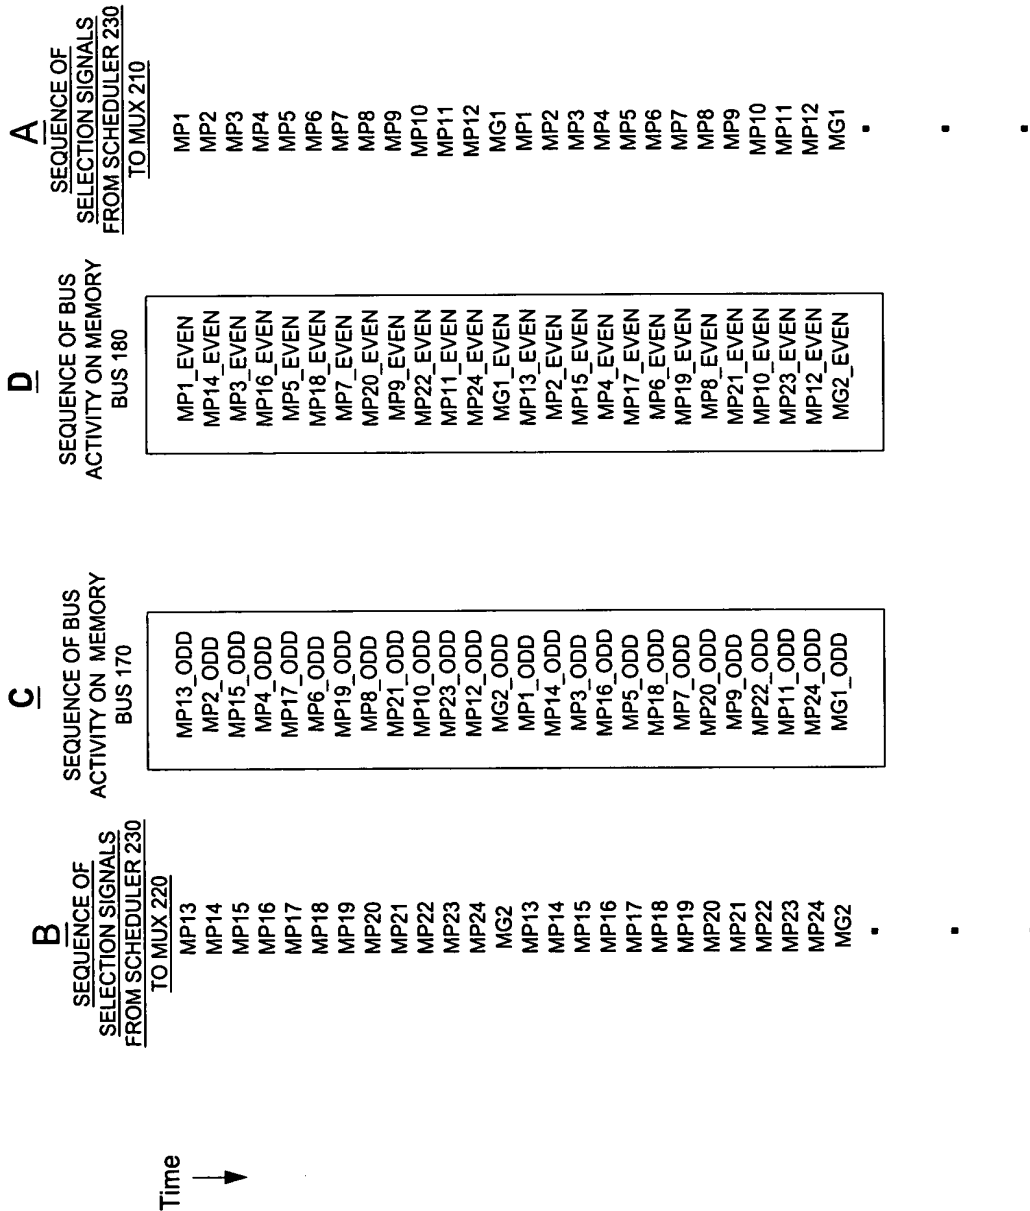 Time
B
SEQUENCE OF
SELECTION SIGNALS
FROM SCHEDULER 230
TO MUX 220
MP13
MP14
MP15
MP16
MP17
MP18
MP19
MP20
MP21
MP22
MP23
MP24
MG2
MP13
MP14
MP15
MP16
MP17
MP18
MP19
MP20
MP21
MP22
MP23
MP24
MG2
C
SEQUENCE OF BUS
ACTIVITY ON MEMORY
BUS 170
MP13_ODD
MP2_ODD
MP15_ODD
MP4_ODD
MP17_ODD
MP6_ODD
MP19_ODD
MP8_ODD
MP21_ODD
MP10_ODD
MP23_ODD
MP12_ODD
MG2_ODD
MP1_ODD
MP14_ODD
MP3_ODD
MP16_ODD
MP5_ODD
MP18_ODD
MP7_ODD
MP20_ODD
MP9_ODD
MP22_ODD
MP11_ODD
MP24_ODD
MG1_ODD
D
SEQUENCE OF BUS
ACTIVITY ON MEMORY
BUS 180
MP1_EVEN
MP14_EVEN
MP3_EVEN
MP16_EVEN
MP5_EVEN
MP18_EVEN
MP7_EVEN
MP20_EVEN
MP9_EVEN
MP22_EVEN
MP11_EVEN
MP24_EVEN
MG1_EVEN
MP13_EVEN
MP2_EVEN
MP15_EVEN
MP4_EVEN
MP17_EVEN
MP6_EVEN
MP19_EVEN
MP8_EVEN
MP21_EVEN
MP10_EVEN
MP23_EVEN
MP12_EVEN
MG2_EVEN
A
SEQUENCE OF
SELECTION SIGNALS
FROM SCHEDULER 230
TO MUX 210
MP1
MP2
MP3
MP4
MP5
MP6
MP7
MP8
MP9
MP10
MP11
MP12
MG1
MP1
MP2
MP3
MP4
MP5
MP6
MP7
MP8
MP9
MP10
MP11
MP12
MG1